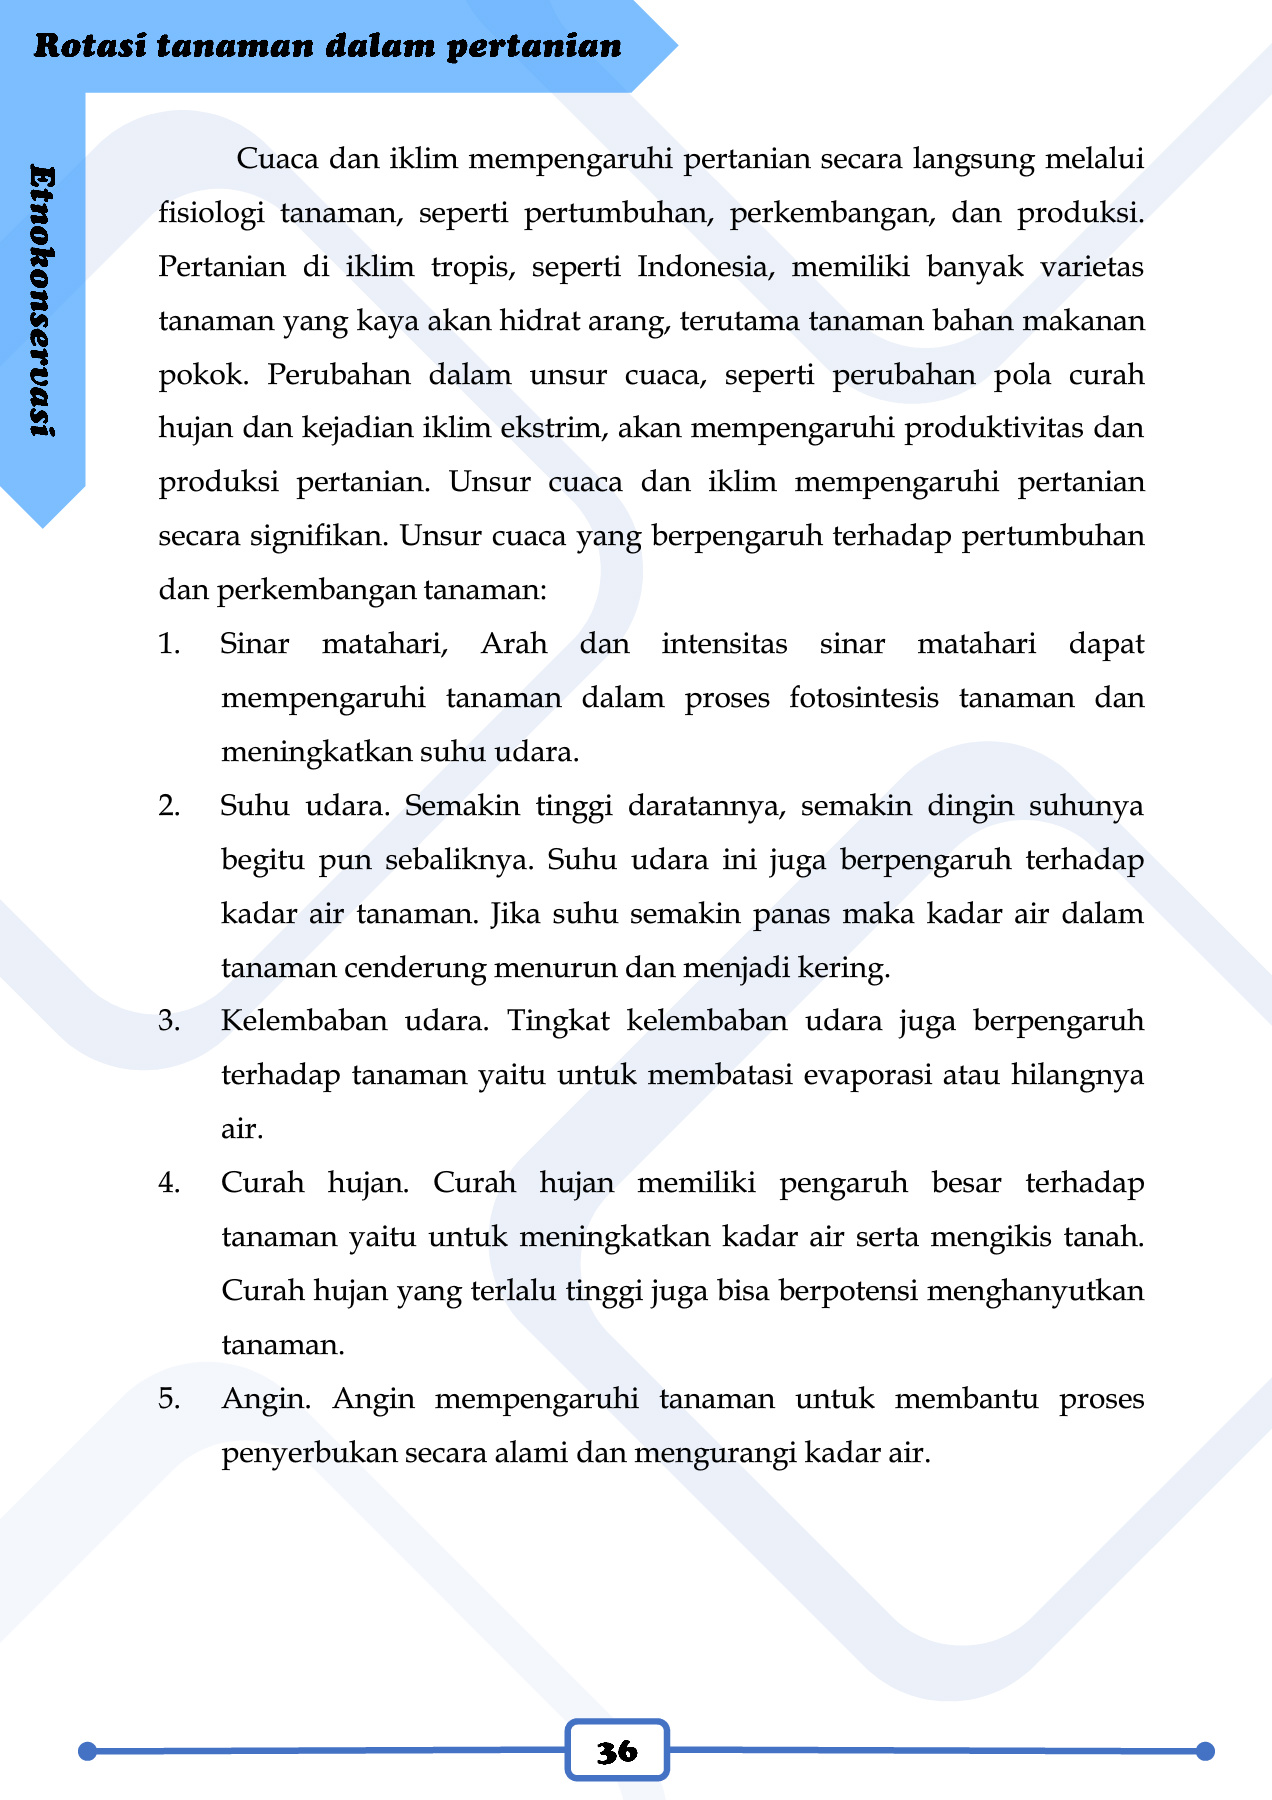 Rotasi tanaman dalam pertanian
Etnokonservasi
Cuaca dan iklim mempengaruhi pertanian secara langsung melalui
fisiologi tanaman, seperti pertumbuhan, perkembangan, dan produksi.
Pertanian di iklim tropis, seperti Indonesia, memiliki banyak varietas
tanaman yang kaya akan hidrat arang, terutama tanaman bahan makanan
pokok. Perubahan dalam unsur cuaca, seperti perubahan pola curah
hujan dan kejadian iklim ekstrim, akan mempengaruhi produktivitas dan
produksi pertanian. Unsur cuaca dan iklim mempengaruhi pertanian
secara signifikan. Unsur cuaca yang berpengaruh terhadap pertumbuhan
dan perkembangan tanaman:
1. Sinar matahari, Arah dan intensitas sinar matahari dapat
mempengaruhi tanaman dalam proses fotosintesis tanaman dan
meningkatkan suhu udara.
2. Suhu udara. Semakin tinggi daratannya, semakin dingin suhunya
begitu pun sebaliknya. Suhu udara ini juga berpengaruh terhadap
kadar air tanaman. Jika suhu semakin panas maka kadar air dalam
tanaman cenderung menurun dan menjadi kering.
3. Kelembaban udara. Tingkat kelembaban udara juga berpengaruh
terhadap tanaman yaitu untuk membatasi evaporasi atau hilangnya
air.
4. Curah hujan. Curah hujan memiliki pengaruh besar terhadap
tanaman yaitu untuk meningkatkan kadar air serta mengikis tanah.
Curah hujan yang terlalu tinggi juga bisa berpotensi menghanyutkan
tanaman.
5. Angin. Angin mempengaruhi tanaman untuk membantu proses
penyerbukan secara alami dan mengurangi kadar air.
36